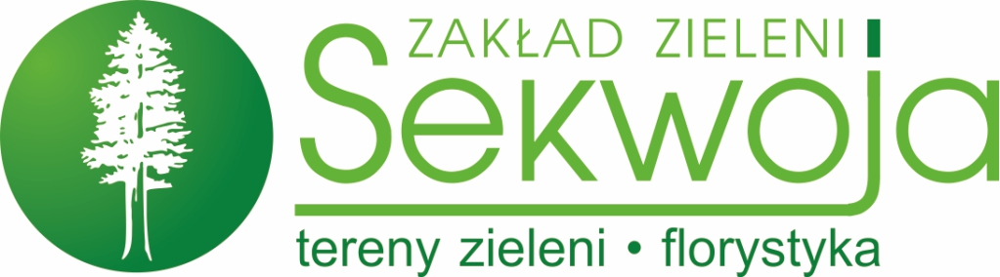 ZAKŁAD ZIELENI
Sekwoja
tereny zieleni • florystyka